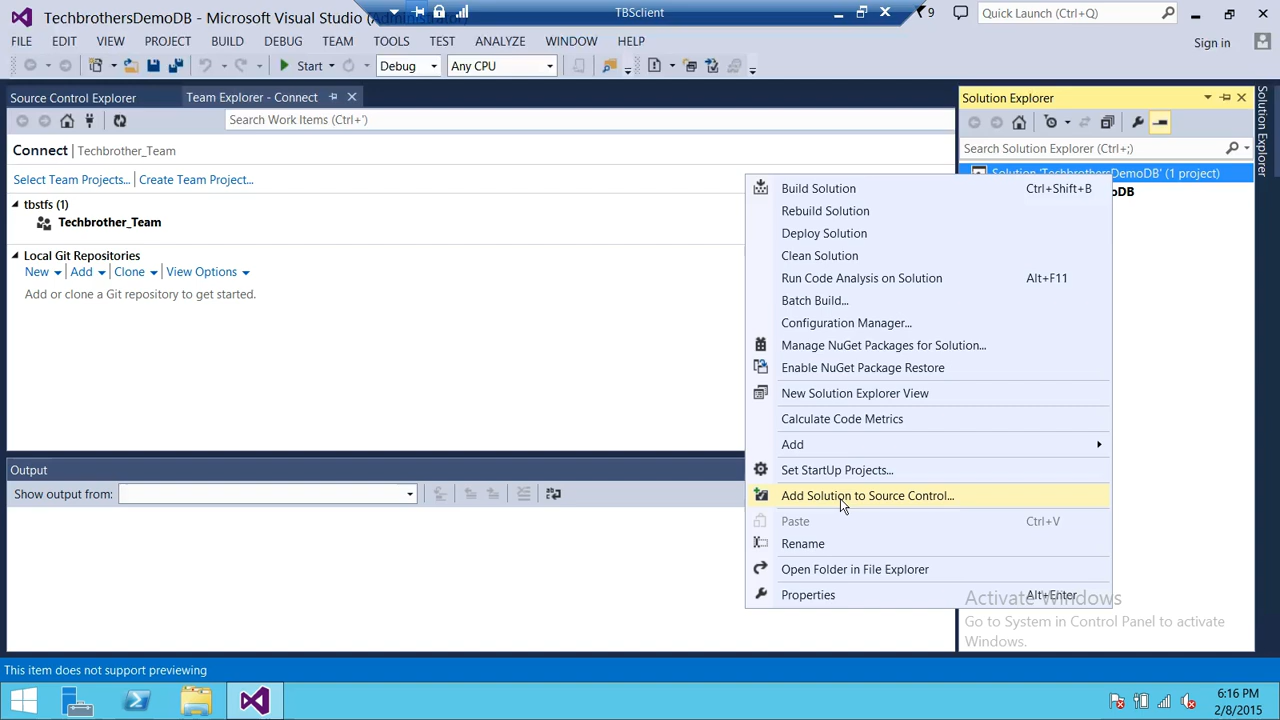 TechbrothersDemoDB - Microsoft Visual Studio (Administrator)
TBSclient
9
Quick Launch (Ctrl+Q)
FILE EDIT VIEW PROJECT BUILD DEBUG TEAM TOOLS TEST ANALYZE WINDOW HELP
Sign in
Start Debug Any CPU
Source Control Explorer
Team Explorer - Connect
Search Work Items (Ctrl+')
Connect | Techbrother_Team
Select Team Projects... Create Team Project...
tbstfs (1)
Techbrother_Team
Local Git Repositories
New Add Clone View Options
Add or clone a Git repository to get started.
Solution Explorer
Search Solution Explorer (Ctrl+;)
Solution 'TechbrothersDemoDB' (1 project)
oDB
Solution Explorer
Build Solution Ctrl+Shift+B
Rebuild Solution
Deploy Solution
Clean Solution
Run Code Analysis on Solution Alt+F11
Batch Build...
Configuration Manager...
Manage NuGet Packages for Solution...
Enable NuGet Package Restore
New Solution Explorer View
Calculate Code Metrics
Add
Set StartUp Projects...
Add Solution to Source Control...
Paste Ctrl+V
Rename
Open Folder in File Explorer
Properties Alt+Enter
Output
Show output from:
Activate Windows
Go to System in Control Panel to activate
Windows.
This item does not support previewing
6:16 PM
2/8/2015